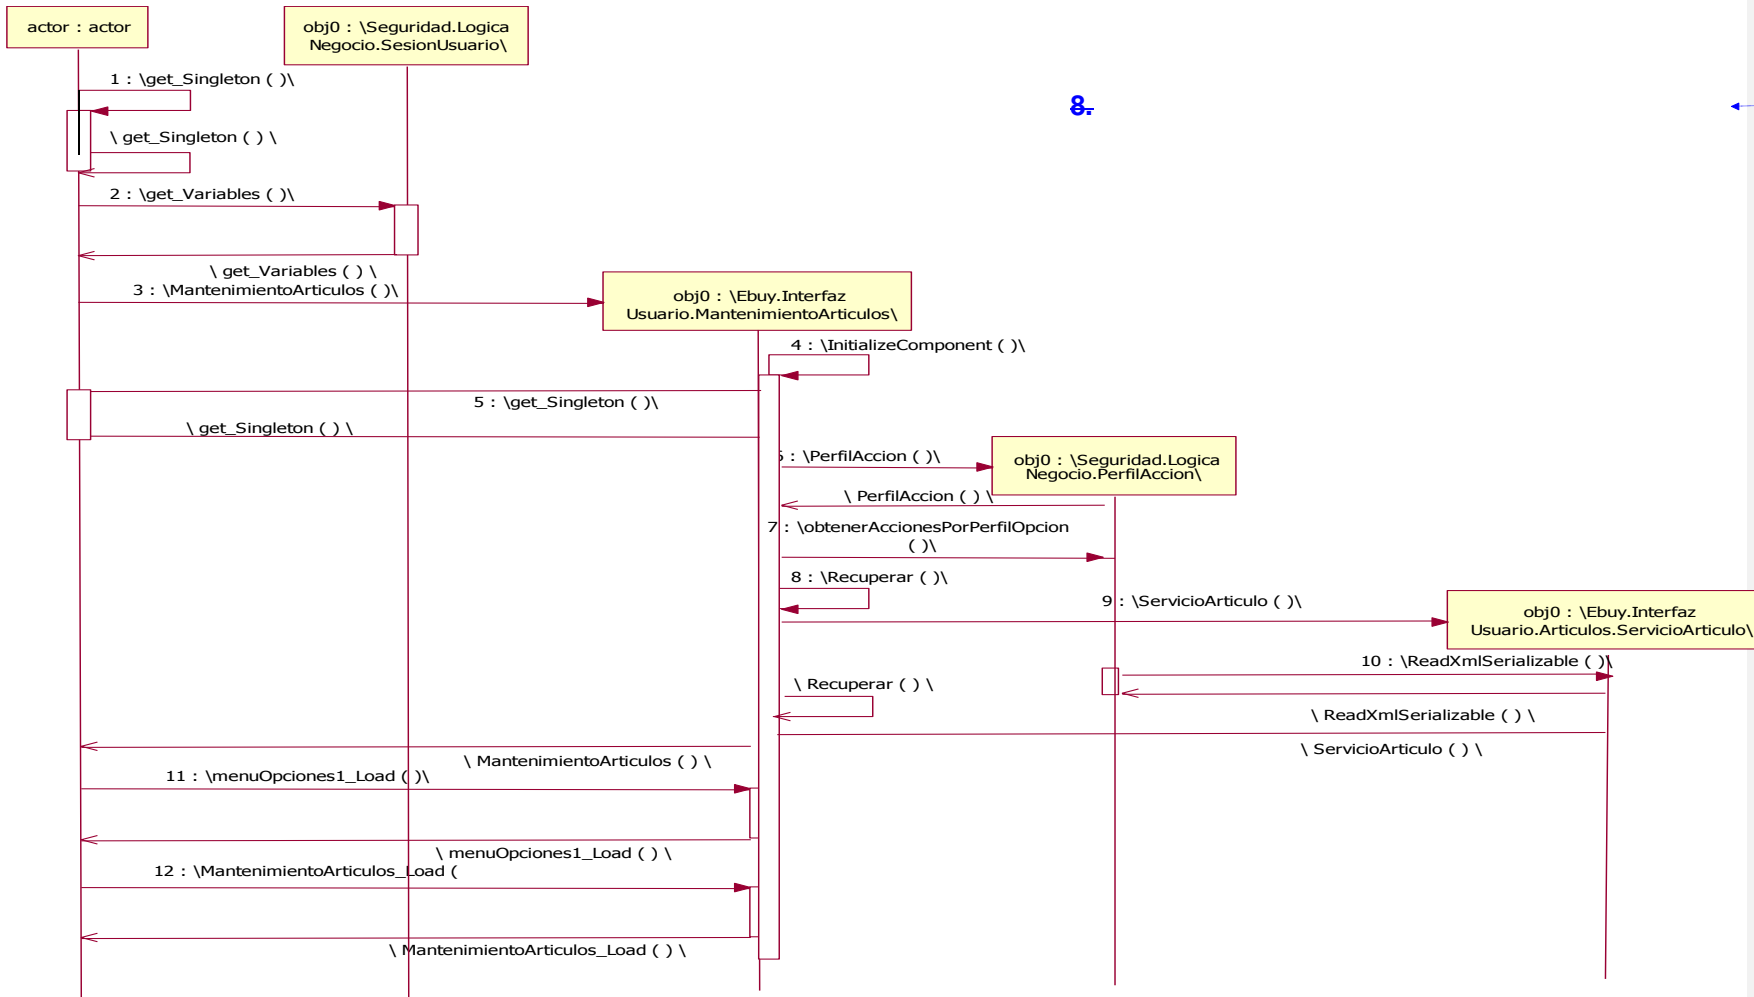 actor : actor
obj0 : \Seguridad.Logica
Negocio.SesionUsuario\
1 : \get_Singleton ( )\
8.
\ get_Singleton ( ) \
2 : \get_Variables ( )\
\ get_Variables ( ) \
3 : \MantenimientoArticulos ( )\
obj0 : \Ebuy.Interfaz
Usuario.MantenimientoArticulos\
4 : \InitializeComponent ( )\
5 : \get_Singleton ( )\
\ get_Singleton ( ) \
6 : \PerfilAccion ( )\
obj0 : \Seguridad.Logica
Negocio.PerfilAccion\
\ PerfilAccion ( ) \
7 : \obtenerAccionesPorPerfilOpcion
( )\
8 : \Recuperar ( )\
9 : \ServicioArticulo ( )\
obj0 : \Ebuy.Interfaz
Usuario.Articulos.ServicioArticulo\
10 : \ReadXmlSerializable ( )\
\ Recuperar ( ) \
\ ReadXmlSerializable ( ) \
\ ServicioArticulo ( ) \
\ MantenimientoArticulos ( ) \
11 : \menuOpciones1_Load ( )\
\ menuOpciones1_Load ( ) \
12 : \MantenimientoArticulos_Load (
\ MantenimientoArticulos_Load ( ) \